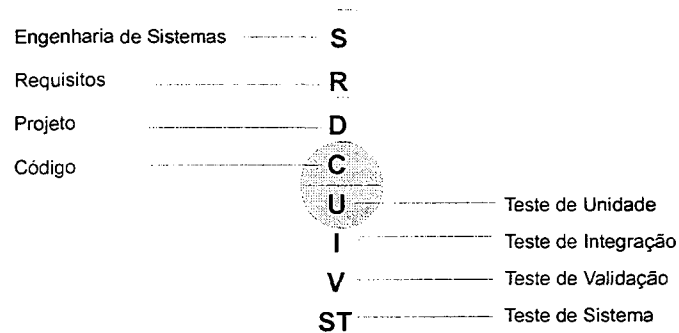 Engenharia de Sistemas S
Requisitos R
Projeto D
Código C
U Teste de Unidade
I Teste de Integração
V Teste de Validação
ST Teste de Sistema